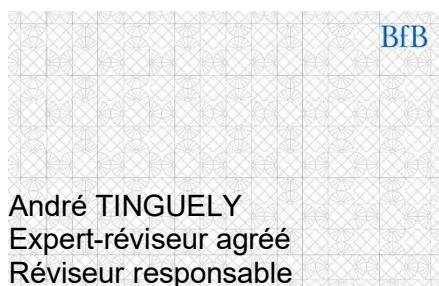 BfB
André TINGUELY
Expert-réviseur agréé
Réviseur responsable